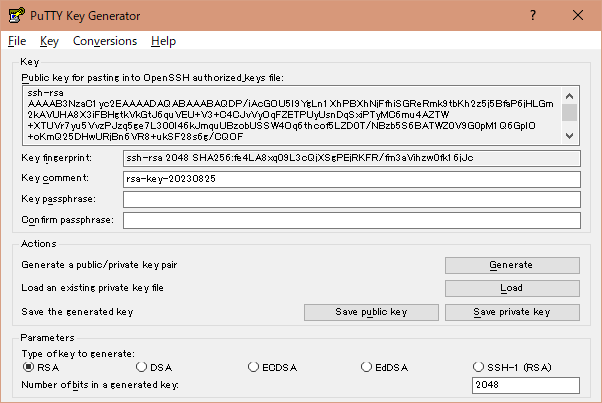 PuTTY Key Generator
File Key Conversions Help
Key
Public key for pasting into OpenSSH authorized_keys file:
ssh-rsa
AAAAB3NzaC1yc2EAAAADAQABAAABAQDP/iAcGOU5I9YgLn1XhPBXhNjFfhiSGReRmk9tbKh2z5j5BfsP6jHLGm
2kAVUHA8X3iFBHgtkVkGtJ6quVEU+V3+C4CJvVyOqFZETPUyUsnDqSxiPTyMC6mu4AZTW
+XTUVr7yu5VvzPJzq5ge7L300I46kJmquUBzobUSSW4Oq6thcof5LZD0T/NBzb5S6BATWZ0V9G0pM1Q6GpIO
+oKmQ25DHwURjBn6VR8+ukSF28s6g/CQOF
Key fingerprint:
ssh-rsa 2048 SHA256:fe4LA8xq09L3cQjXSgPEjRKFR/fm3aVihzw0fk16jJc
Key comment:
rsa-key-20230825
Key passphrase:
Confirm passphrase:
Actions
Generate a public/private key pair
Generate
Load an existing private key file
Load
Save the generated key
Save public key
Save private key
Parameters
Type of key to generate:
RSA DSA ECDSA EdDSA SSH-1 (RSA)
Number of bits in a generated key:
2048